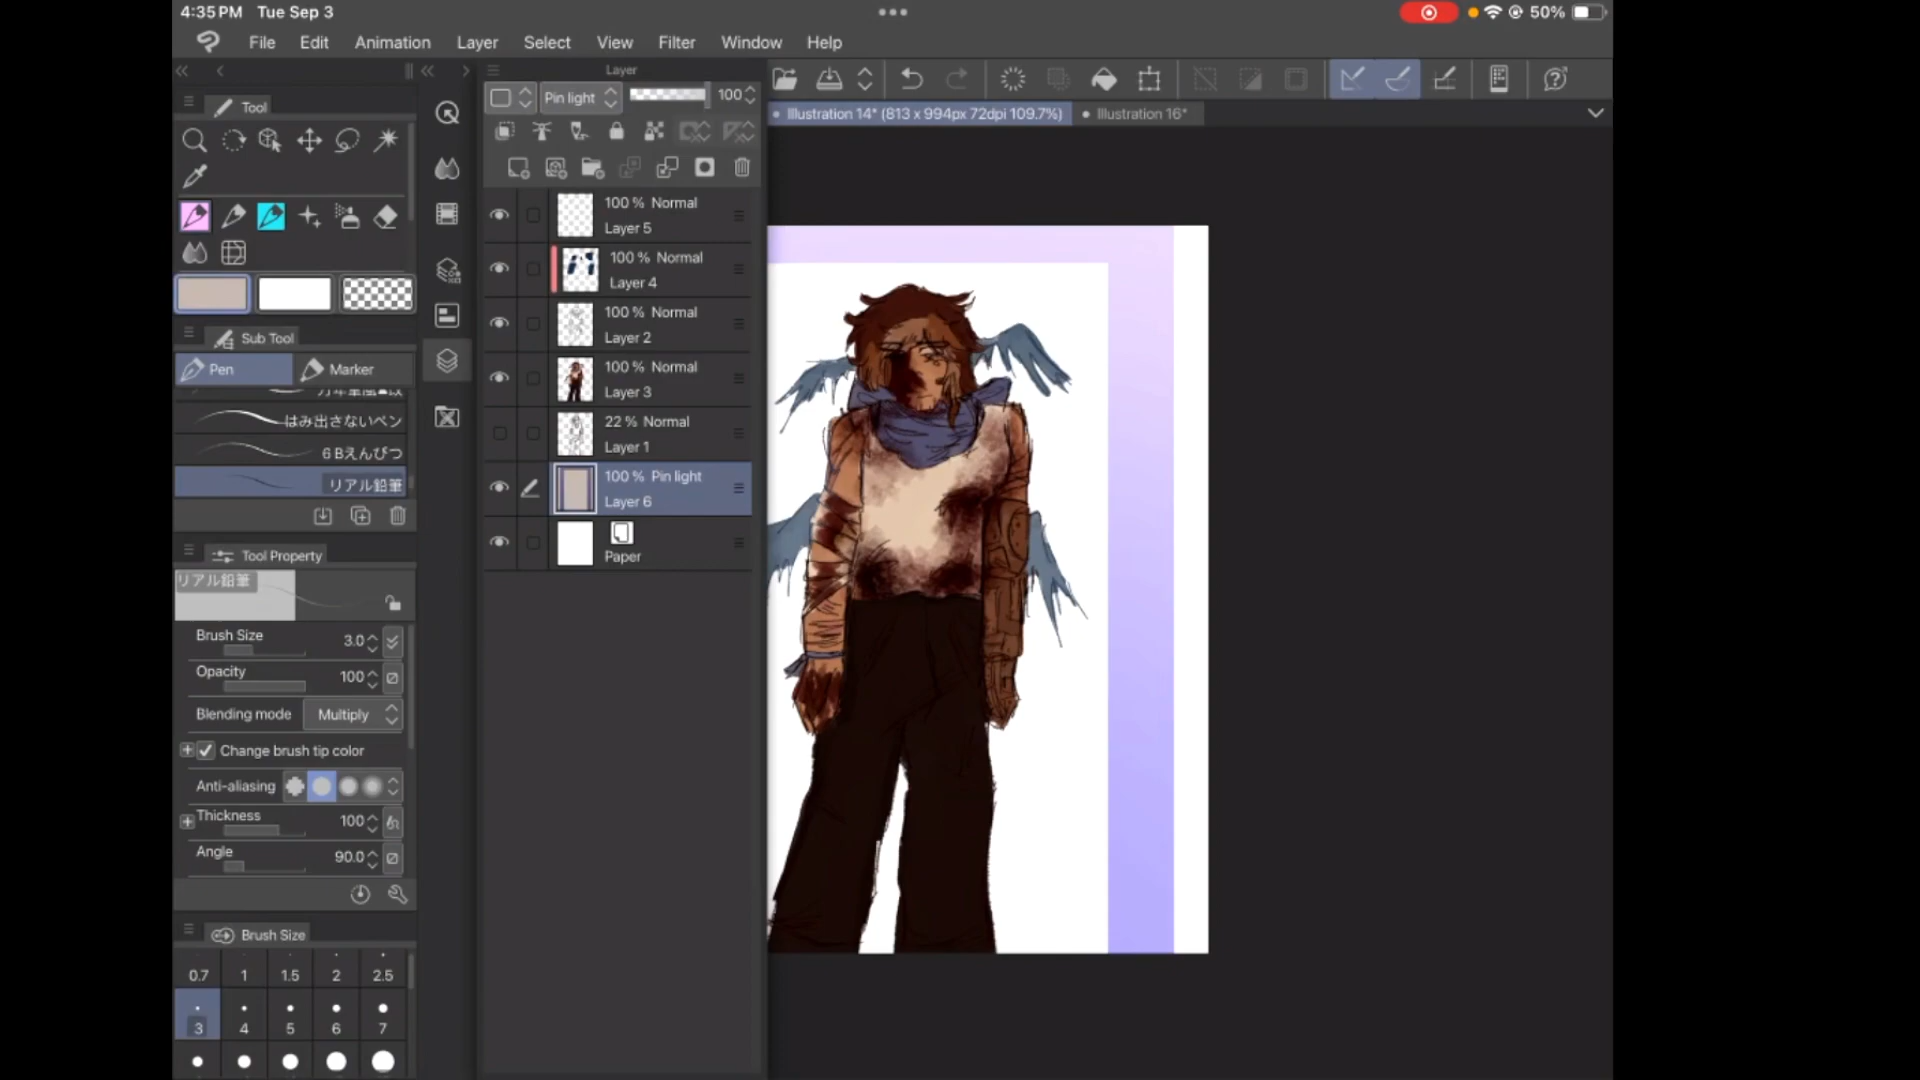 4:35PM Tue Sep 3
50%
File Edit Animation Layer Select View Filter Window Help
Layer
Pin light 100
Illustration 14* (813 x 994px 72dpi 109.7%) Illustration 16*
Tool
100 % Normal
Layer 5
100 % Normal
Layer 4
100 % Normal
Layer 2
100 % Normal
Layer 3
22 % Normal
Layer 1
100 % Pin light
Layer 6
Paper
Sub Tool
Pen Marker
はみ出さないペン
6Bえんぴつ
リアル鉛筆
Tool Property
リアル鉛筆
Brush Size 3.0
Opacity 100
Blending mode Multiply
Change brush tip color
Anti-aliasing
Thickness 100
Angle 90.0
Brush Size
0.7 1 1.5 2 2.5
3 4 5 6 7